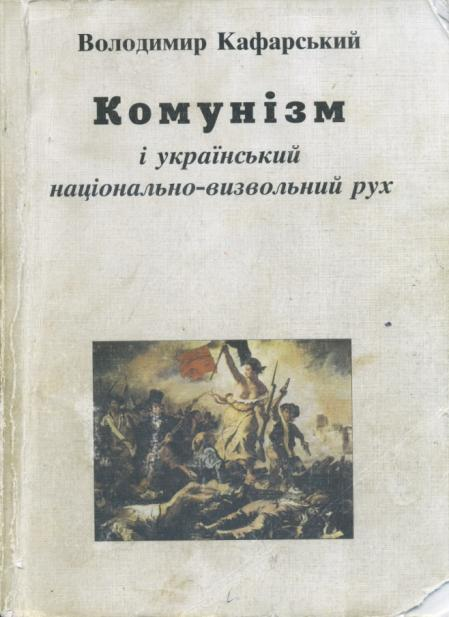 Володимир Кафарський
Комунізм
і український
національно-визвольний рух